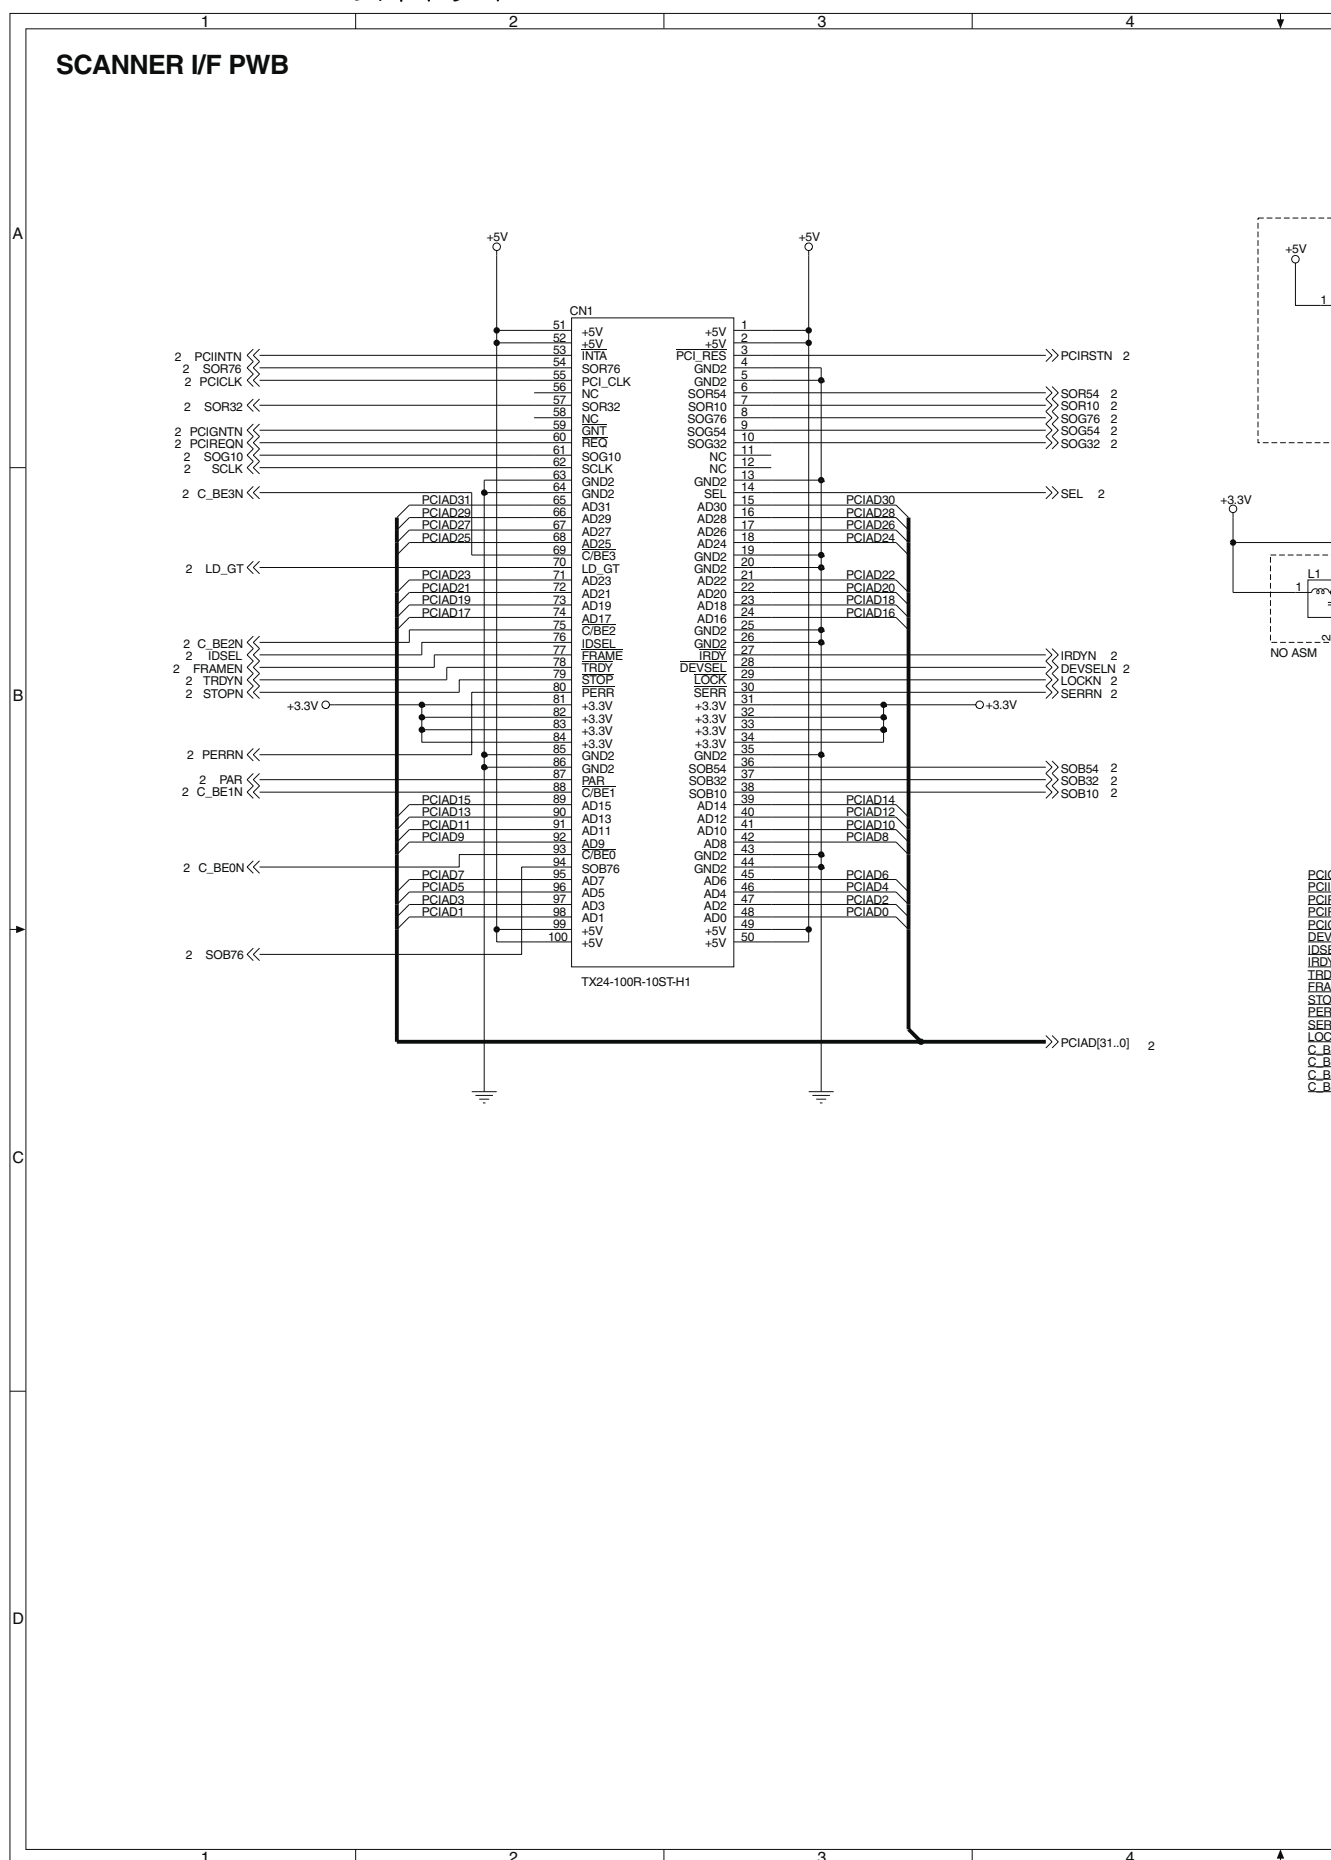 1 2 3 4
SCANNER I/F PWB
A
+5V +5V
+5V
1
CN1
51 +5V +5V 1
52 +5V +5V 2
2 PCIINTN 53 INTA PCI_RES 3 PCIRSTN 2
2 SOR76 54 SOR76 GND2 4
2 PCICLK 55 PCI_CLK GND2 5
56 NC SOR54 6 SOR54 2
2 SOR32 57 SOR32 SOR10 7 SOR10 2
58 NC SOG76 8 SOG76 2
2 PCIGNTN 59 GNT SOG54 9 SOG54 2
2 PCIREQN 60 REQ SOG32 10 SOG32 2
2 SOG10 61 SOG10 NC 11
2 SCLK 62 SCLK NC 12
63 GND2 GND2 13
2 C_BE3N 64 GND2 SEL 14 SEL 2
PCIAD31 65 AD31 AD30 15 PCIAD30
PCIAD29 66 AD29 AD28 16 PCIAD28
PCIAD27 67 AD27 AD26 17 PCIAD26
PCIAD25 68 AD25 AD24 18 PCIAD24
69 C/BE3 GND2 19
2 LD_GT 70 LD_GT GND2 20
PCIAD23 71 AD23 AD22 21 PCIAD22
PCIAD21 72 AD21 AD20 22 PCIAD20
PCIAD19 73 AD19 AD18 23 PCIAD18
PCIAD17 74 AD17 AD16 24 PCIAD16
75 C/BE2 GND2 25
2 C_BE2N 76 IDSEL GND2 26
2 IDSEL 77 FRAME IRDY 27 IRDYN 2
2 FRAMEN 78 TRDY DEVSEL 28 DEVSELN 2
2 TRDYN 79 STOP LOCK 29 LOCKN 2
2 STOPN 80 PERR SERR 30 SERRN 2
+3.3V 81 +3.3V +3.3V 31 +3.3V
82 +3.3V +3.3V 32
83 +3.3V +3.3V 33
84 +3.3V +3.3V 34
2 PERRN 85 GND2 GND2 35
86 GND2 SOB54 36 SOB54 2
2 PAR 87 PAR SOB32 37 SOB32 2
2 C_BE1N 88 C/BE1 SOB10 38 SOB10 2
PCIAD15 89 AD15 AD14 39 PCIAD14
PCIAD13 90 AD13 AD12 40 PCIAD12
PCIAD11 91 AD11 AD10 41 PCIAD10
PCIAD9 92 AD9 AD8 42 PCIAD8
93 C/BE0 GND2 43
2 C_BE0N 94 SOB76 GND2 44
PCIAD7 95 AD7 AD6 45 PCIAD6
PCIAD5 96 AD5 AD4 46 PCIAD4
PCIAD3 97 AD3 AD2 47 PCIAD2
PCIAD1 98 AD1 AD0 48 PCIAD0
99 +5V +5V 49
100 +5V +5V 50
2 SOB76
TX24-100R-10ST-H1
PCIAD[31..0] 2
+3.3V
L1
1
2
NO ASM
B
C
D
1 2 3 4